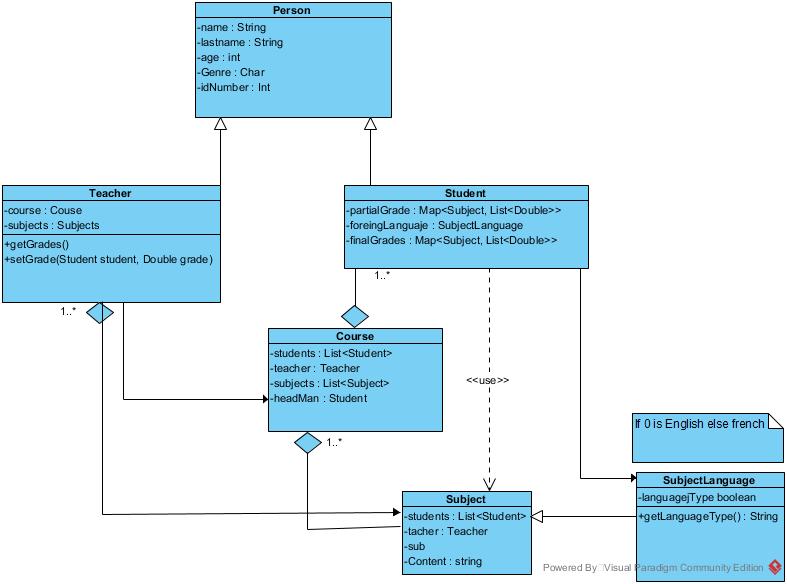 Person
-name : String
-lastname : String
-age : int
-Genre : Char
-idNumber : Int
Teacher
-course : Couse
-subjects : Subjects
+getGrades()
+setGrade(Student student, Double grade)
Student
-partialGrade : Map<Subject, List<Double>>
-foreingLanguaje : SubjectLanguage
-finalGrades : Map<Subject, List<Double>>
1..*
1..*
Course
-students : List<Student>
-teacher : Teacher
-subjects : List<Subject>
-headMan : Student
<<use>>
1..*
If 0 is English else french
SubjectLanguage
-languagejType boolean
+getLanguageType() : String
Subject
-students : List<Student>
-tacher : Teacher
-sub
-Content : string
Powered By Visual Paradigm Community Edition